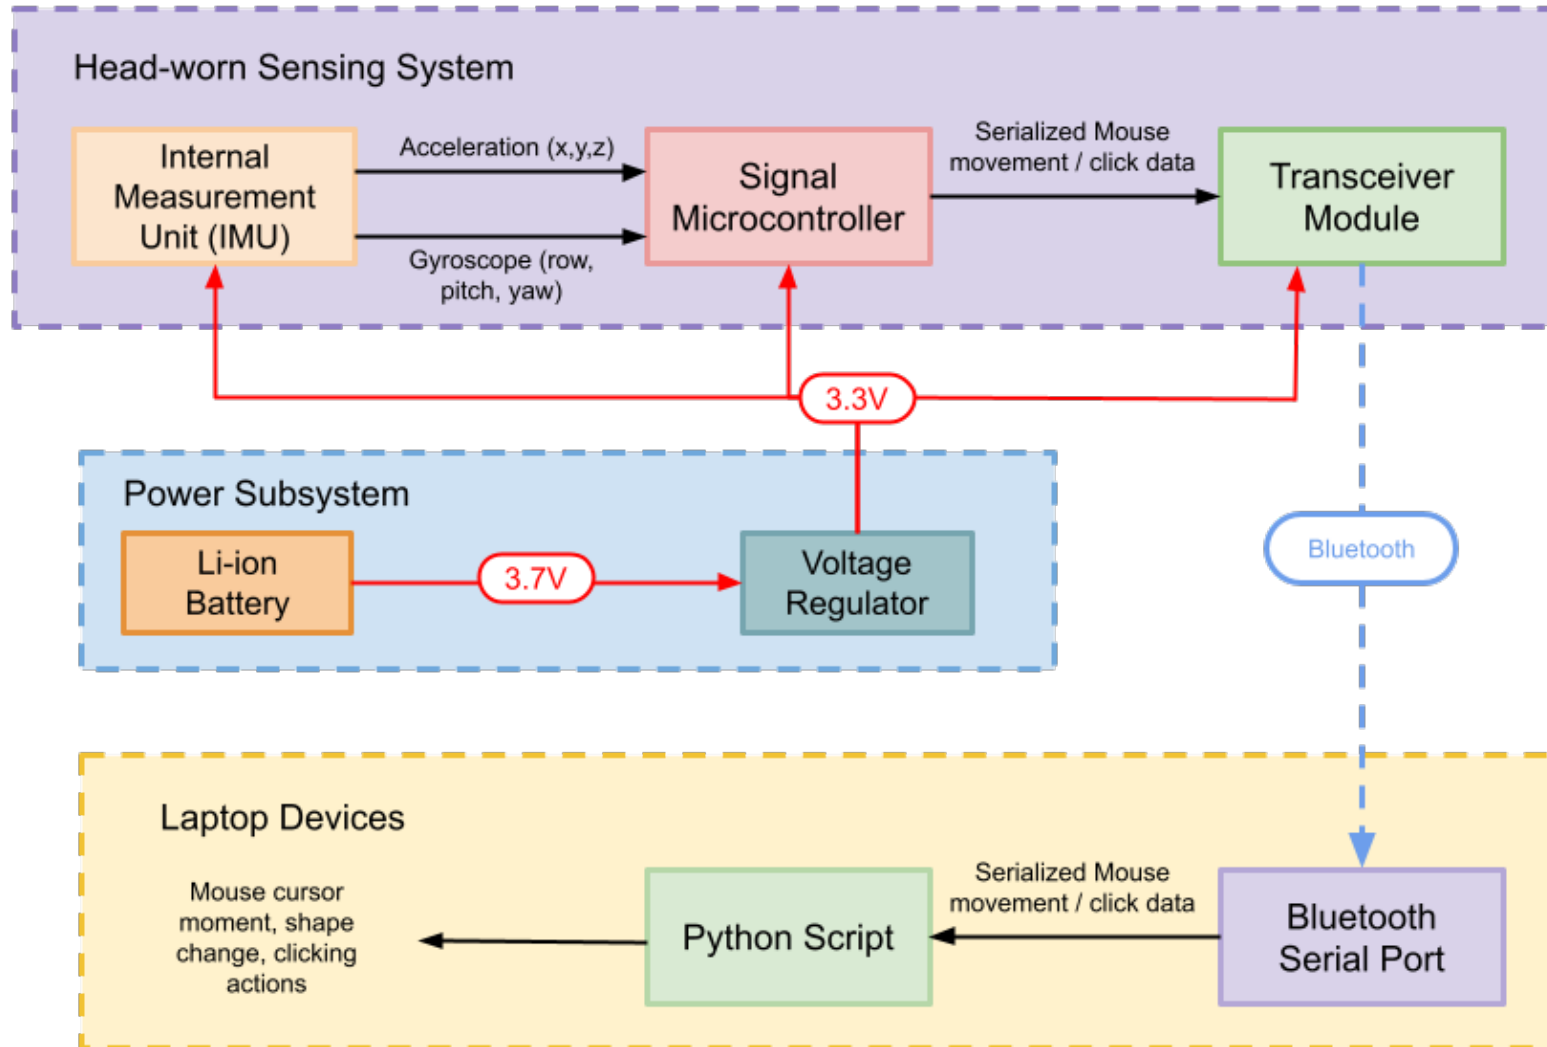 Head-worn Sensing System
Internal
Measurement
Unit (IMU)
Acceleration (x,y,z)
Gyroscope (row,
pitch, yaw)
Signal
Microcontroller
Serialized Mouse
movement / click data
Transceiver
Module
3.3V
Power Subsystem
Li-ion
Battery
3.7V
Voltage
Regulator
Bluetooth
Laptop Devices
Mouse cursor
moment, shape
change, clicking
actions
Python Script
Serialized Mouse
movement / click data
Bluetooth
Serial Port